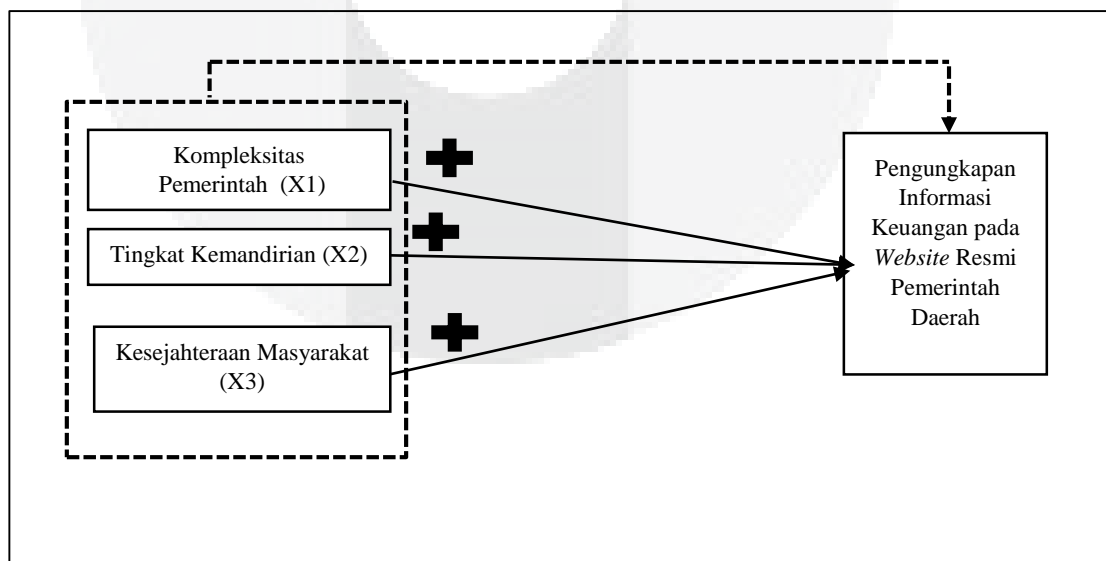 Kompleksitas
Pemerintah (X1)
Tingkat Kemandirian (X2)
Kesejahteraan Masyarakat
(X3)
Pengungkapan
Informasi
Keuangan pada
Website Resmi
Pemerintah
Daerah